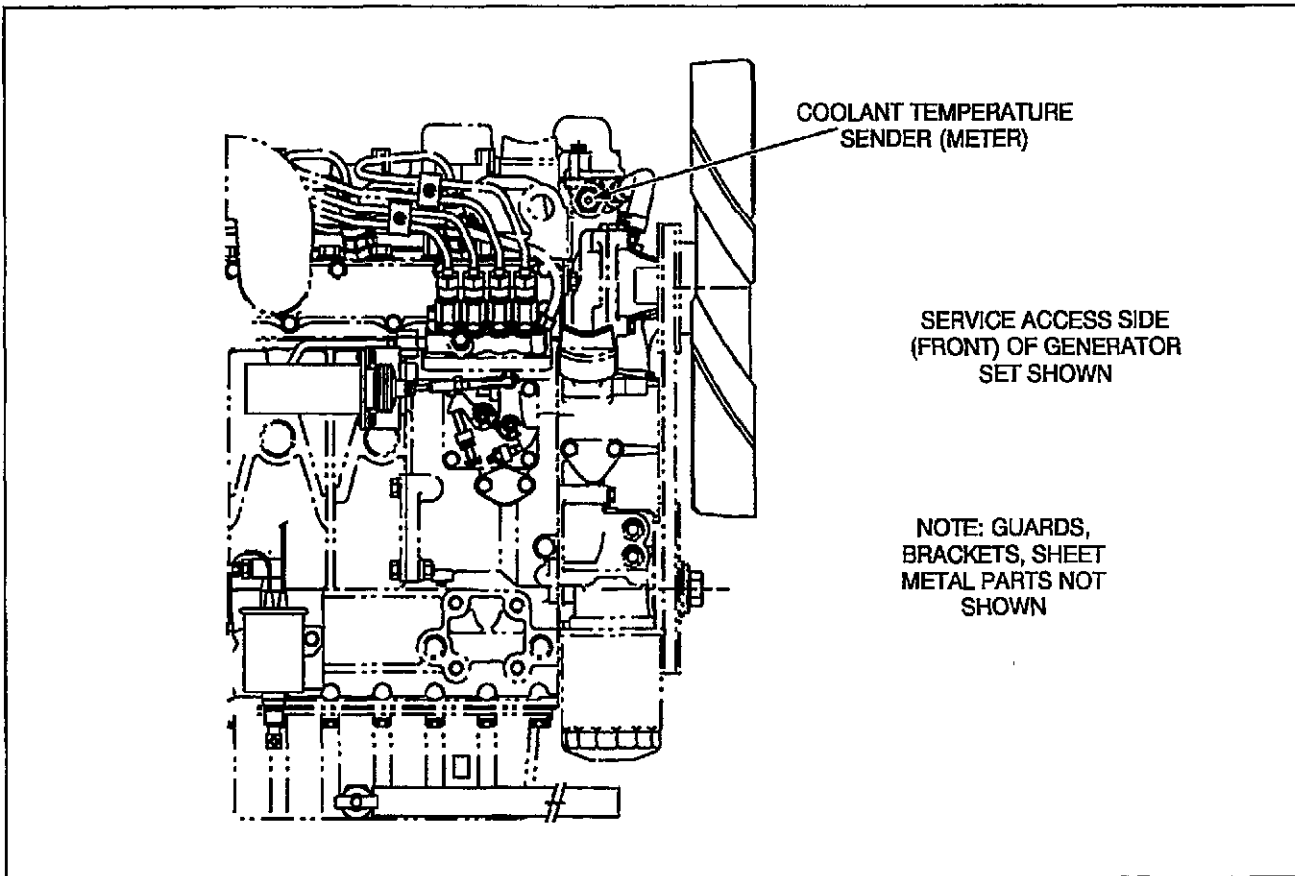 COOLANT TEMPERATURE
SENDER (METER)
SERVICE ACCESS SIDE
(FRONT) OF GENERATOR
SET SHOWN
NOTE: GUARDS,
BRACKETS, SHEET
METAL PARTS NOT
SHOWN